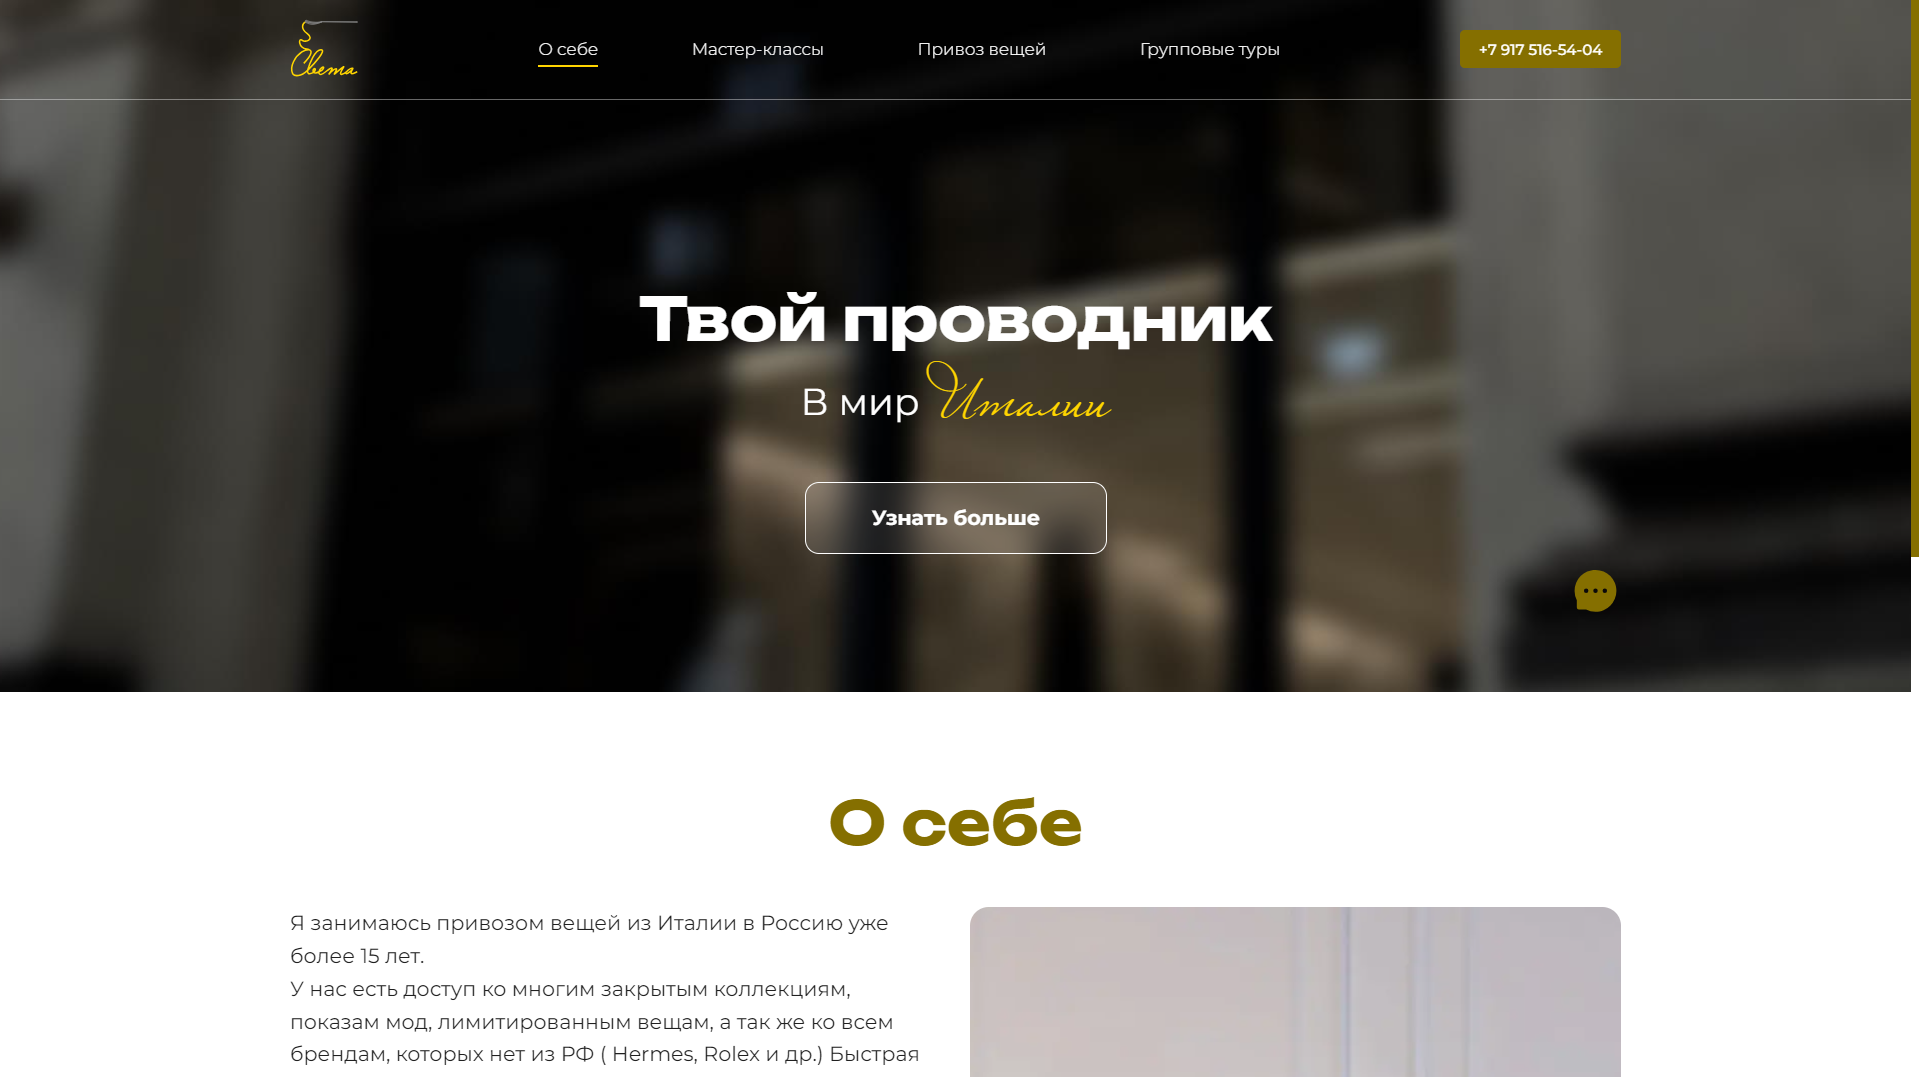 Света
О себе
Мастер-классы
Привоз вещей
Групповые туры
+7 917 516-54-04
Твой проводник
В мир Италии
Узнать больше
О себе
Я занимаюсь привозом вещей из Италии в Россию уже
более 15 лет.
У нас есть доступ ко многим закрытым коллекциям,
показам мод, лимитированным вещам, а так же ко всем
брендам, которых нет из РФ ( Hermes, Rolex и др.) Быстрая